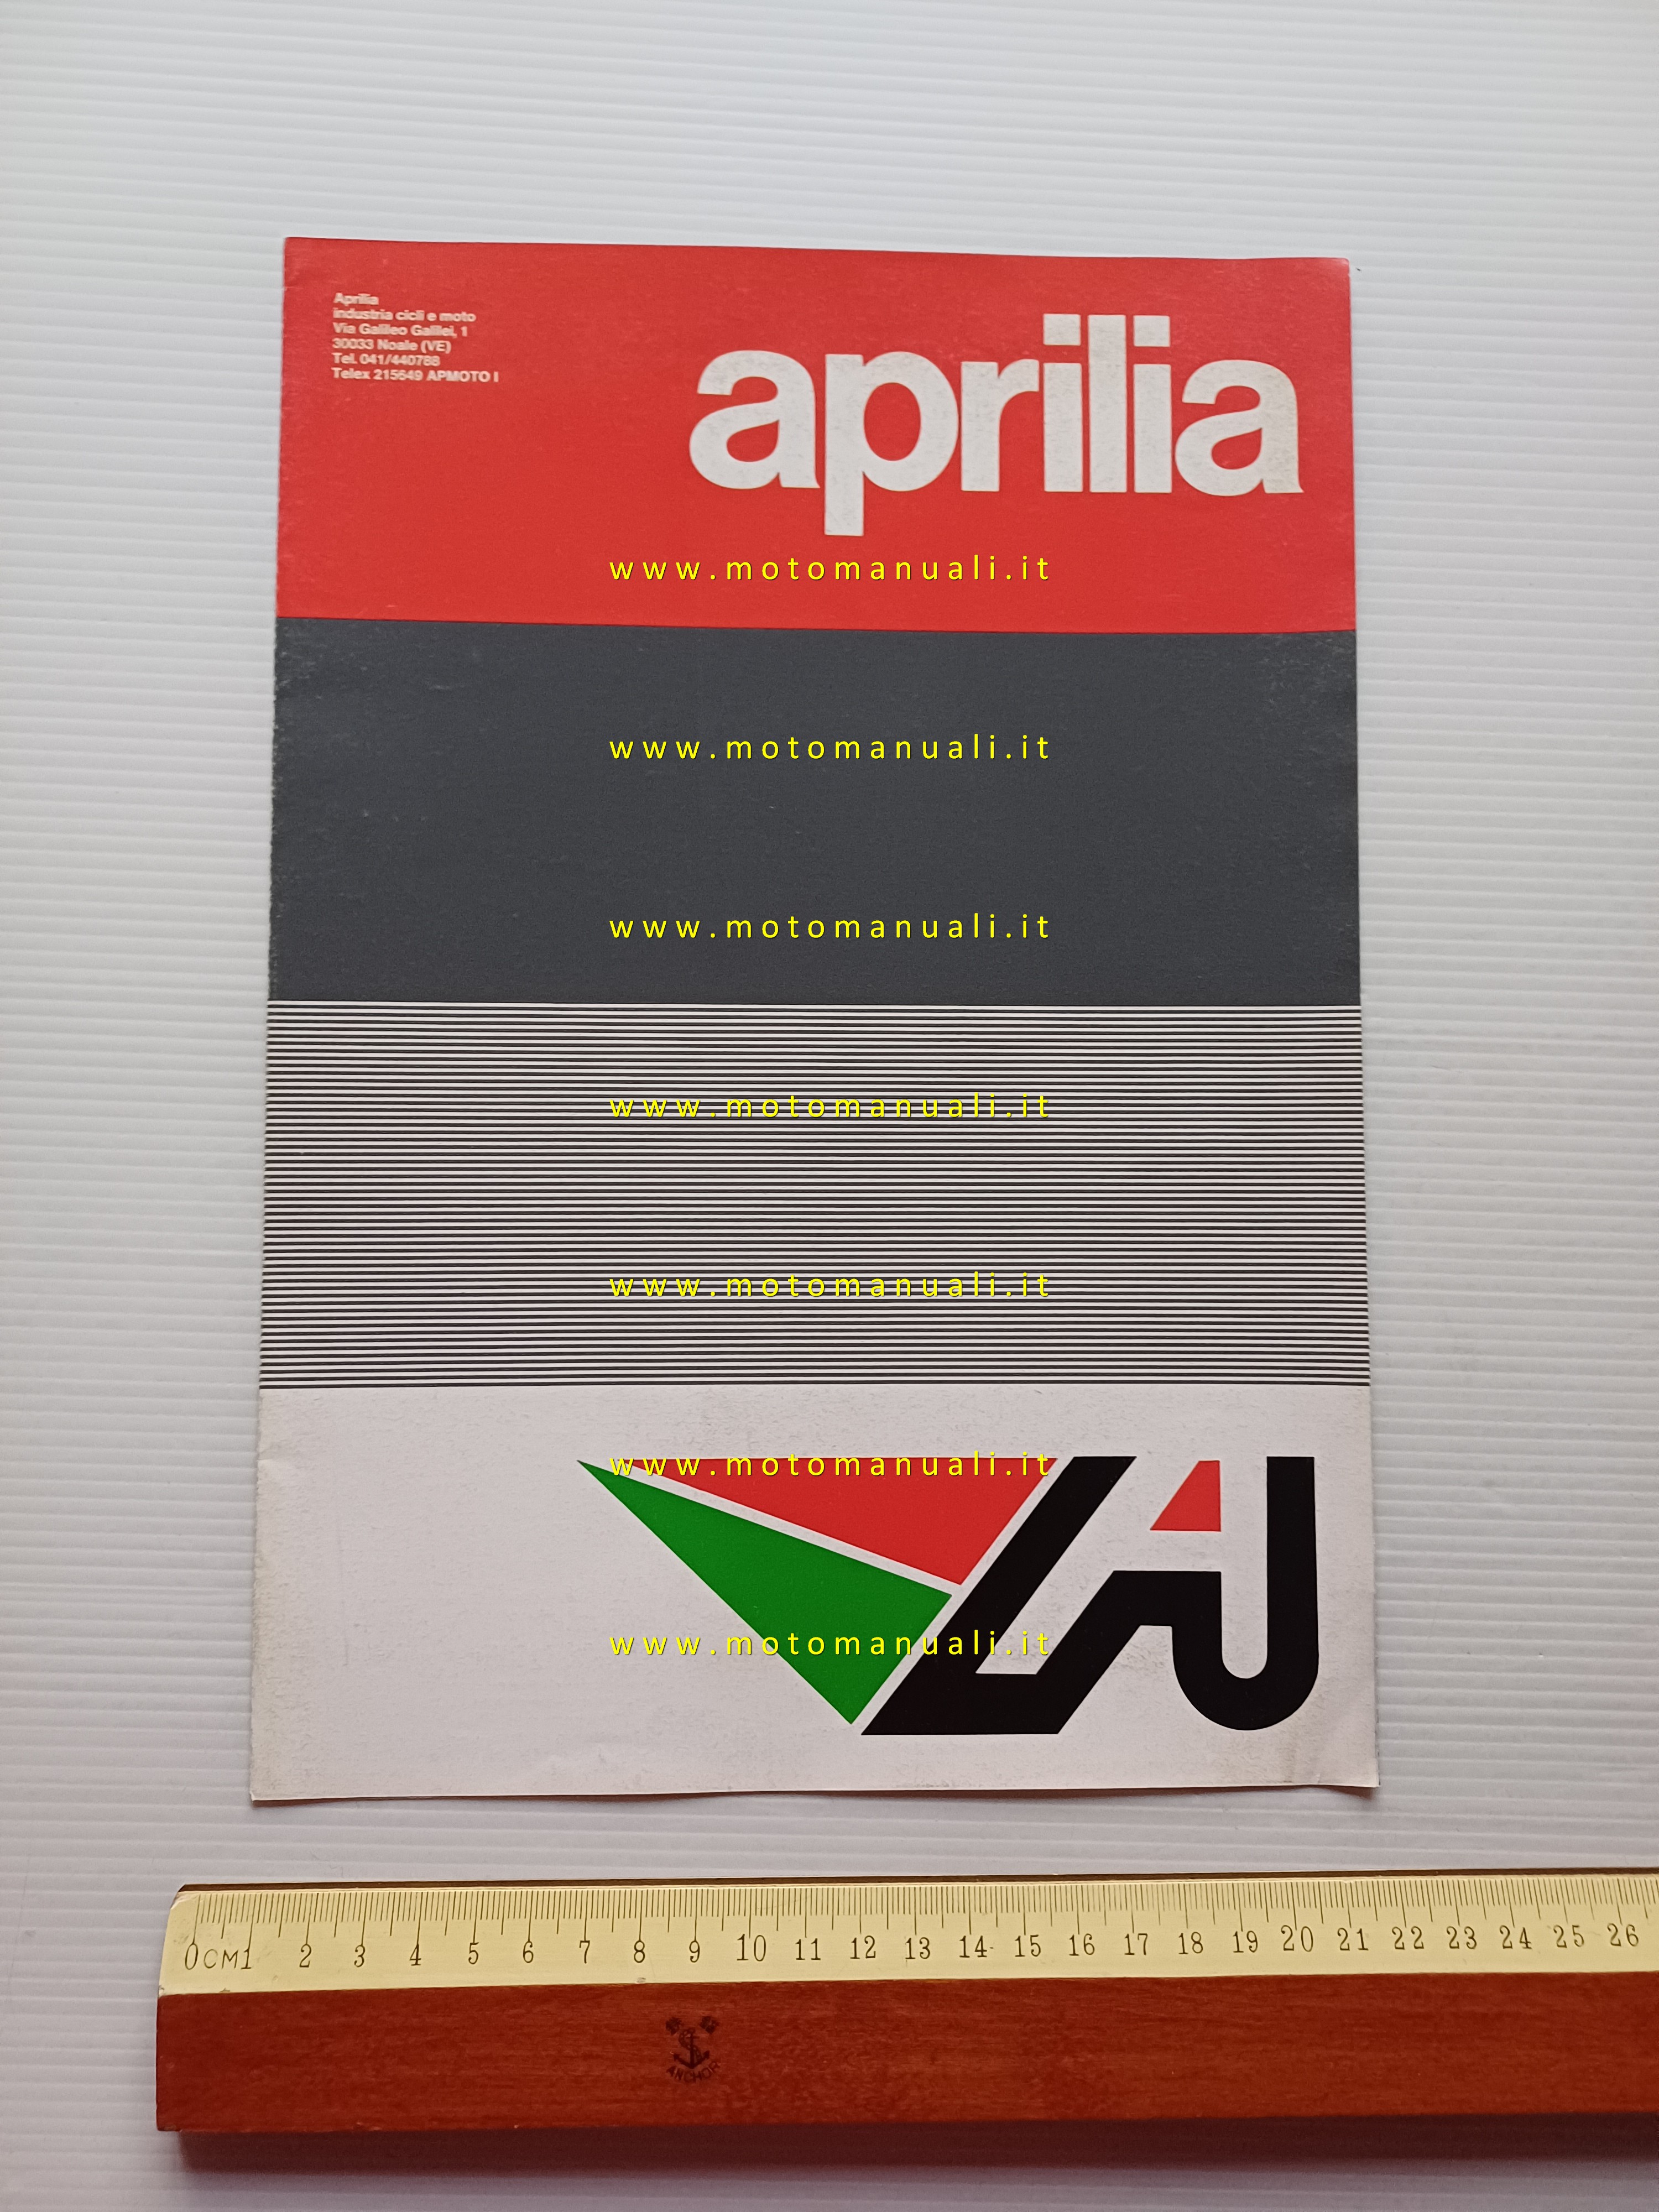 Aprilia
industria cicli e moto
Via Galileo Galilei, 1
30033 Noale (VE)
Tel. 041/440788
Telex 215649 APMOTO I
aprilia
www.motomanuali.it
www.motomanuali.it
www.motomanuali.it
www.motomanuali.it
www.motomanuali.it
www.motomanuali.it
www.motomanuali.it
0CM1 2 3 4 5 6 7 8 9 10 11 12 13 14 15 16 17 18 19 20 21 22 23 24 25 26
ANCHOR